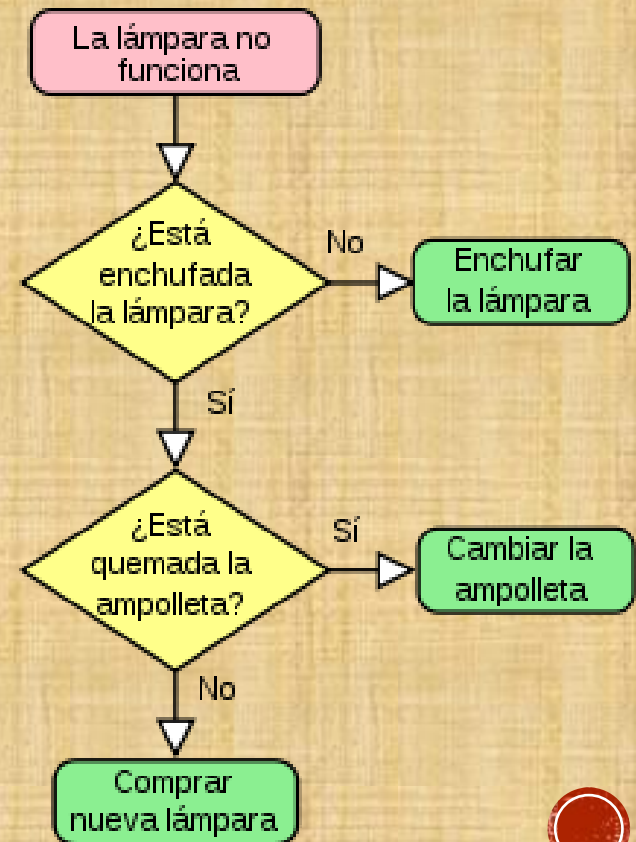 La lámpara no
funciona
¿Está
enchufada
la lámpara?
No
Enchufar
la lámpara
Sí
¿Está
quemada la
ampolleta?
Sí
Cambiar la
ampolleta
No
Comprar
nueva lámpara